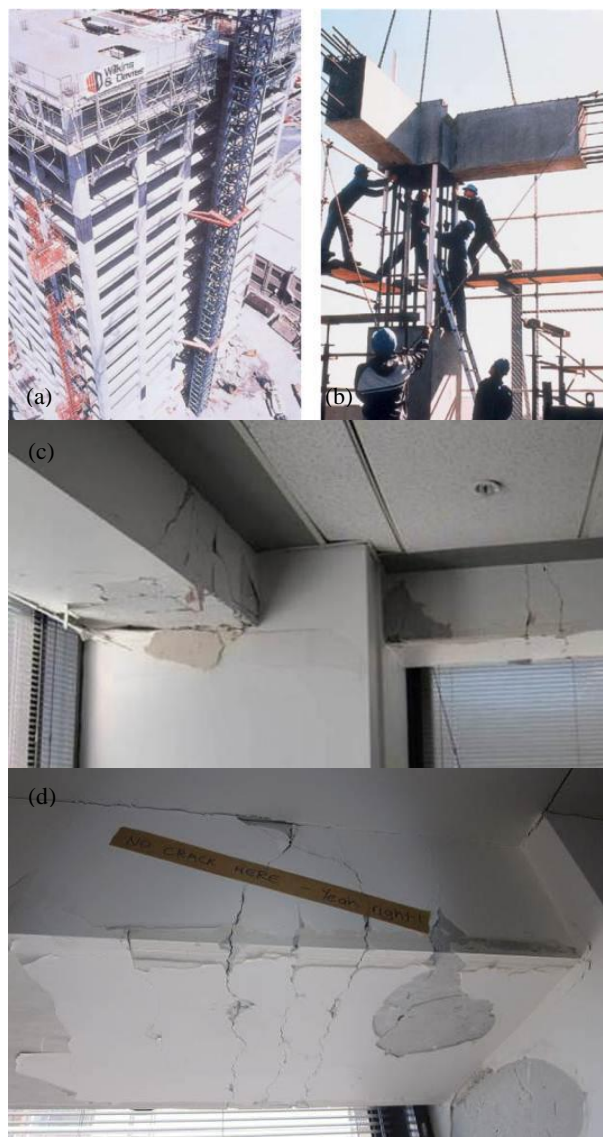 Wilkins
& Davies
(a)
(b)
(c)
(d)
NO CRACK HERE - Yeah right!